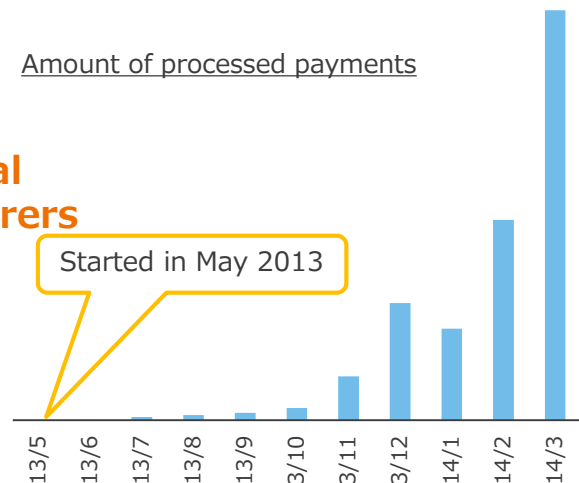 Amount of processed payments
al
rers
Started in May 2013
13/5
13/6
13/7
13/8
13/9
3/10
3/11
3/12
14/1
14/2
14/3